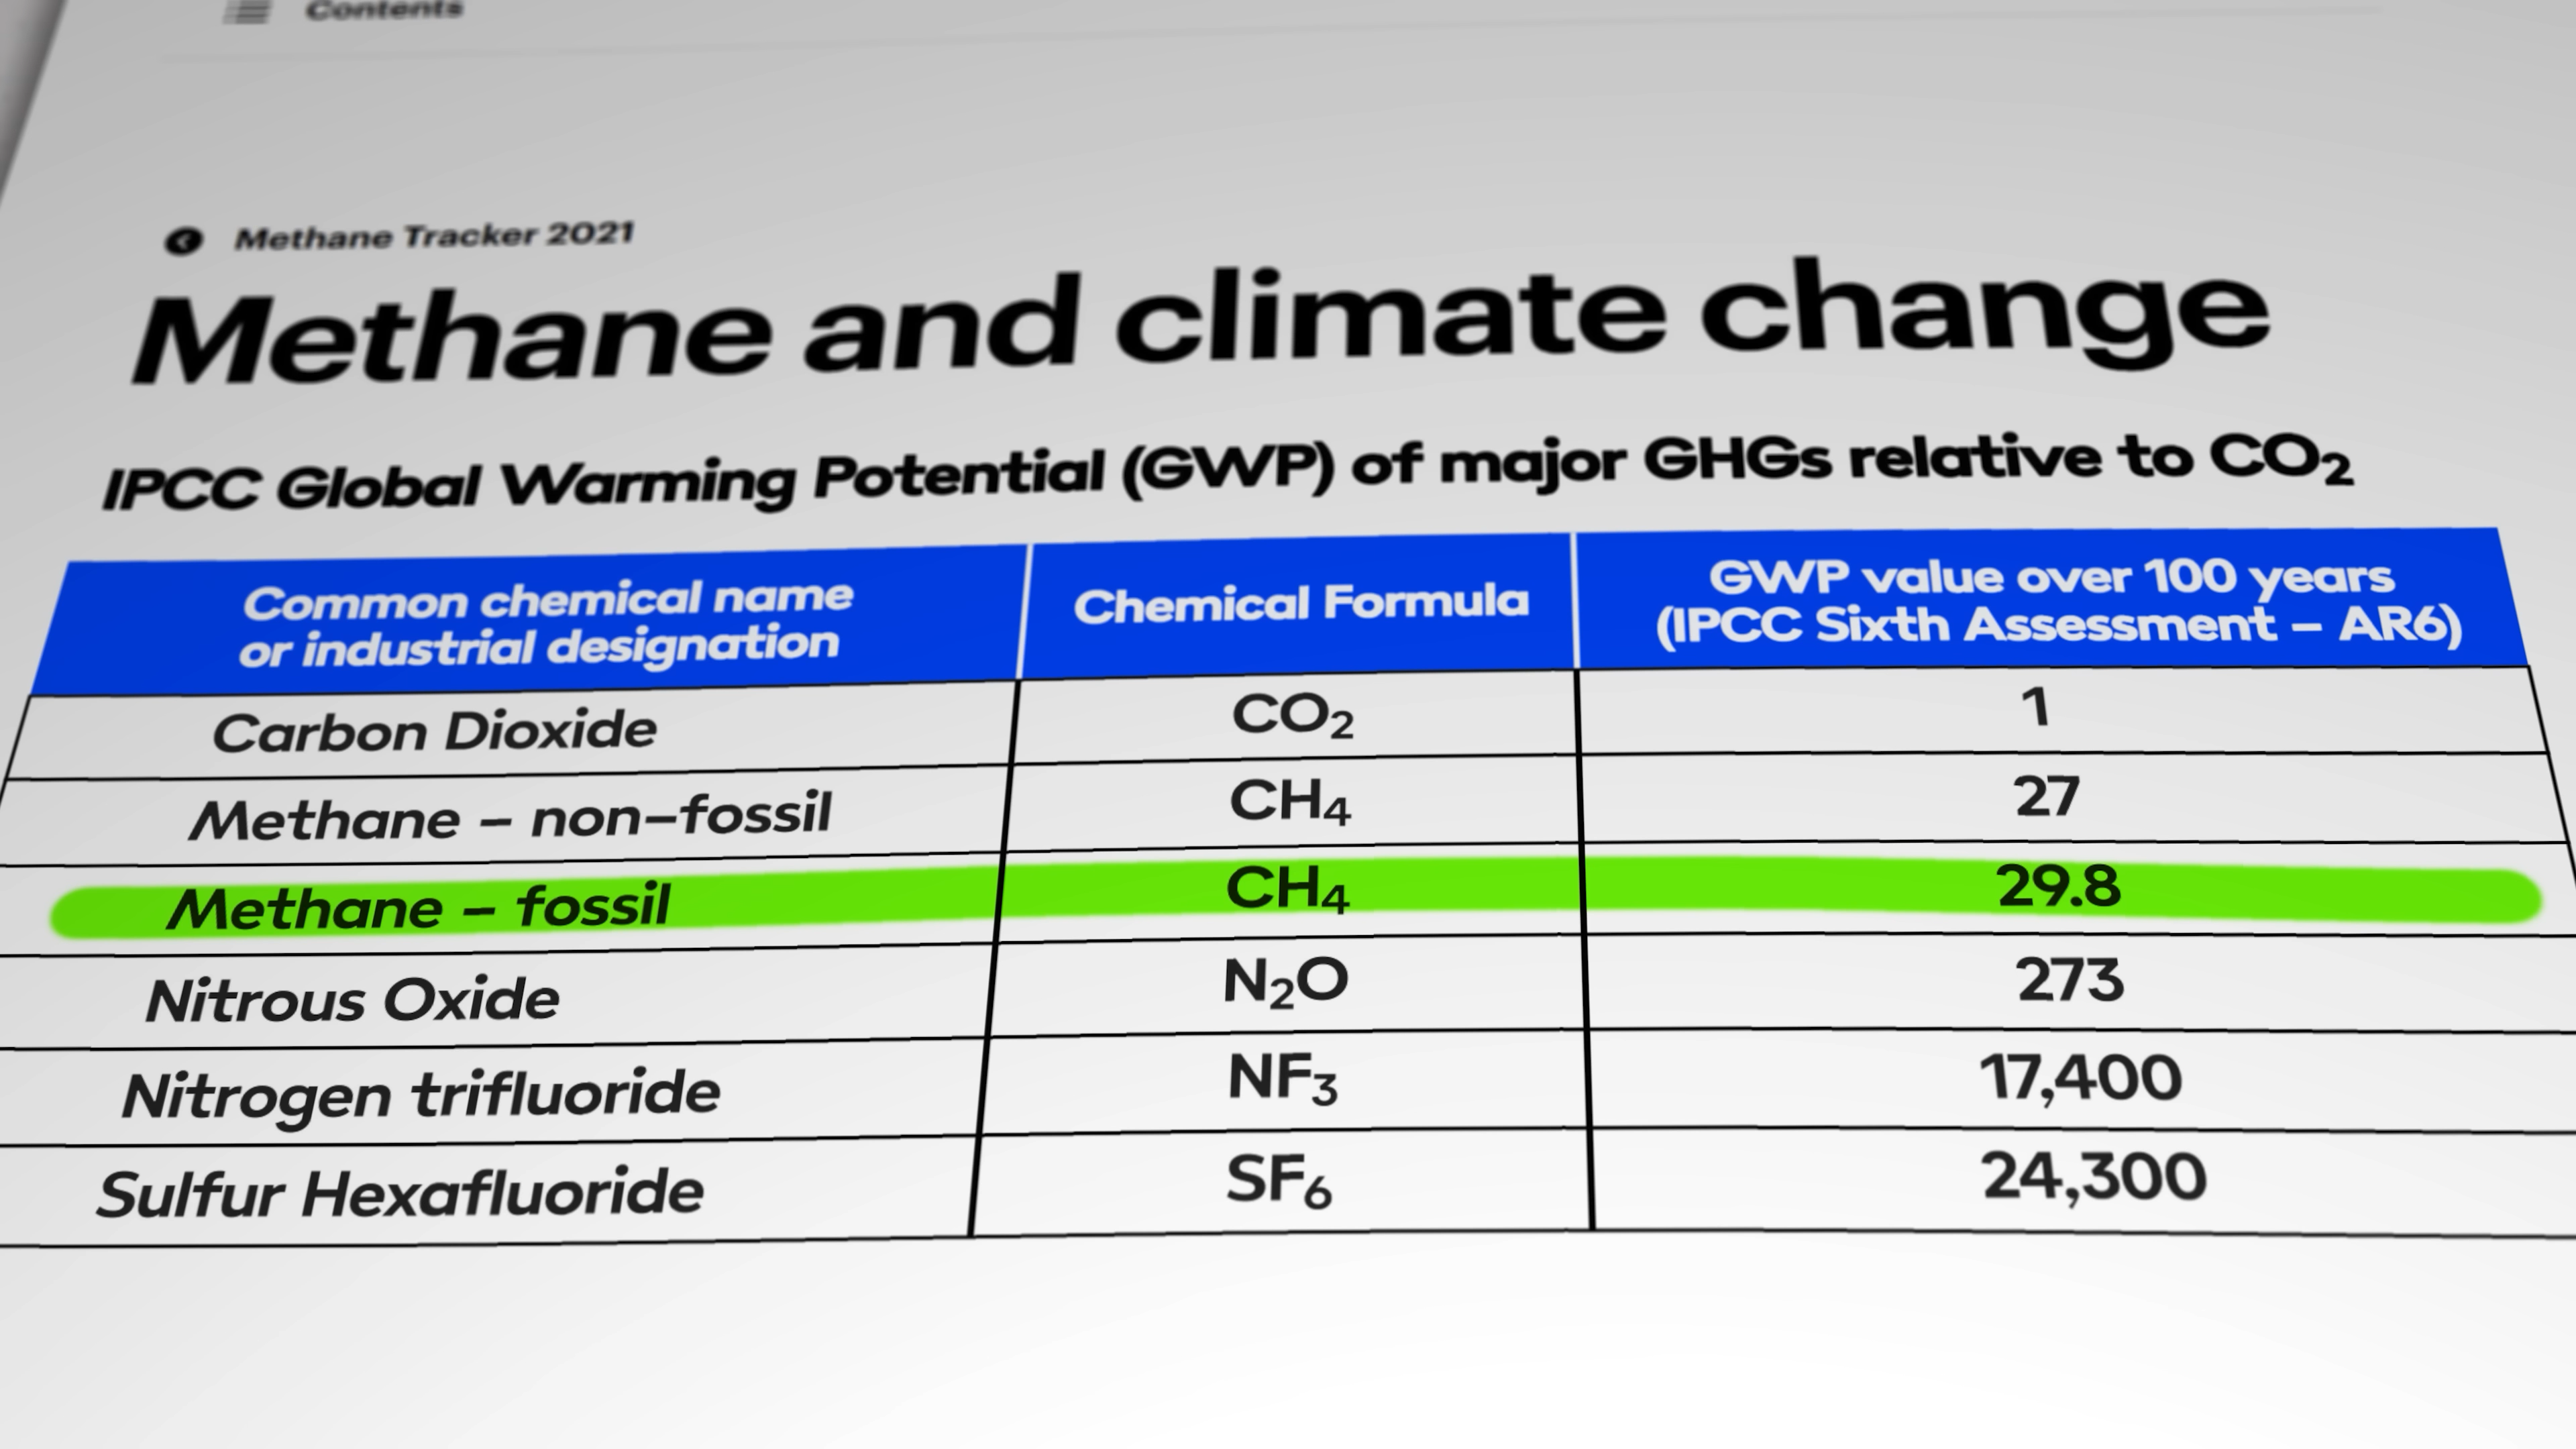 Contents
Methane Tracker 2021
Methane and climate change
IPCC Global Warming Potential (GWP) of major GHGs relative to CO₂
Common chemical name
or industrial designation
Chemical Formula
GWP value over 100 years
(IPCC Sixth Assessment – AR6)
Carbon Dioxide CO₂ 1
Methane – non–fossil CH₄ 27
Methane – fossil CH₄ 29.8
Nitrous Oxide N₂O 273
Nitrogen trifluoride NF₃ 17,400
Sulfur Hexafluoride SF₆ 24,300